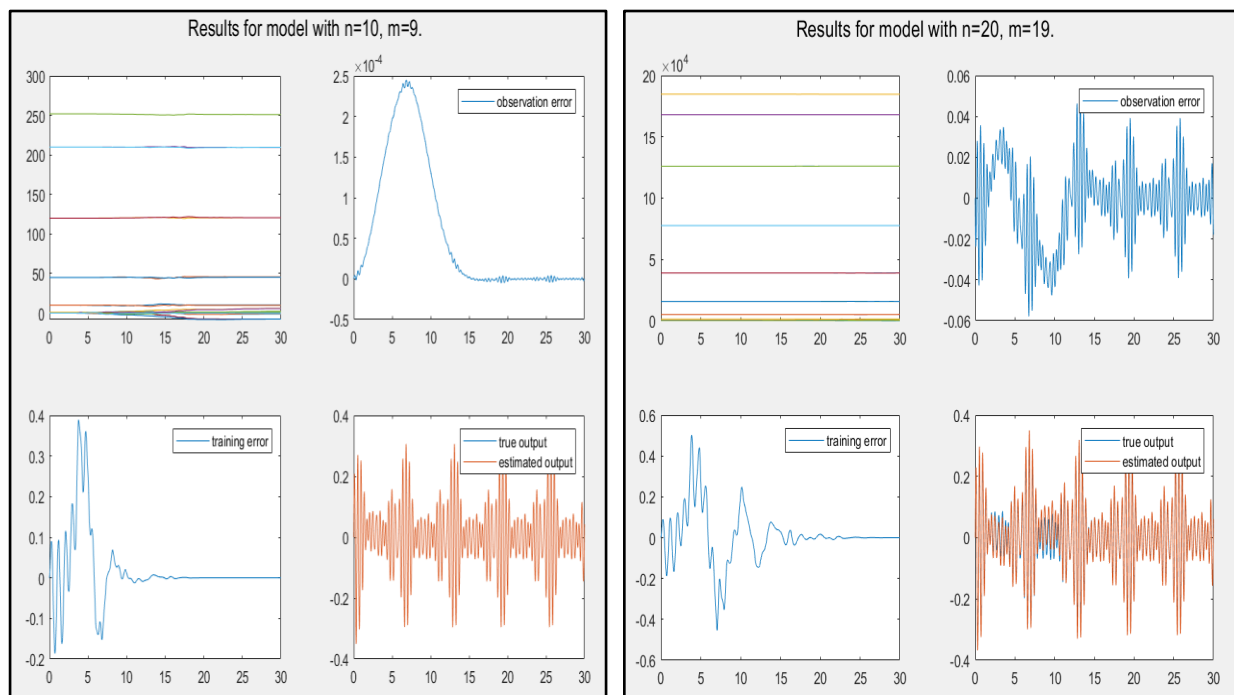 Results for model with n=10, m=9.
300
250
200
150
100
50
0
0 5 10 15 20 25 30
×10-4
2.5
2
1.5
1
0.5
0
-0.5
observation error
0 5 10 15 20 25 30
0.4
0.3
0.2
0.1
0
-0.1
-0.2
training error
0 5 10 15 20 25 30
0.4
0.2
0
-0.2
-0.4
true output
estimated output
0 5 10 15 20 25 30
Results for model with n=20, m=19.
×104
20
15
10
5
0
0 5 10 15 20 25 30
0.06
0.04
0.02
0
-0.02
-0.04
-0.06
observation error
0 5 10 15 20 25 30
0.6
0.4
0.2
0
-0.2
-0.4
-0.6
training error
0 5 10 15 20 25 30
0.4
0.2
0
-0.2
-0.4
true output
estimated output
0 5 10 15 20 25 30